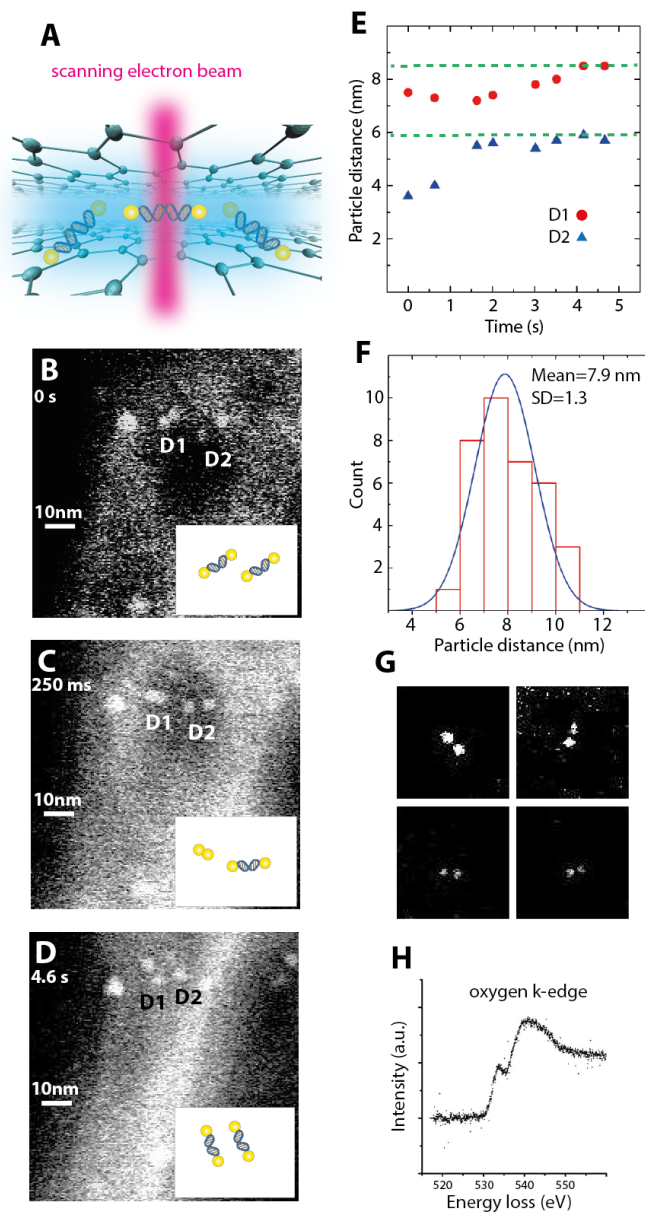 A
scanning electron beam
B
0 s
D1
D2
10nm
C
250 ms
D1
D2
10nm
D
4.6 s
D1
D2
10nm
E
Particle distance (nm)
8
6
4
2
D1
D2
0
1
2
3
4
5
Time (s)
F
Mean=7.9 nm
SD=1.3
Count
10
8
6
4
2
4
6
8
10
12
Particle distance (nm)
G
H
oxygen k-edge
Intensity (a.u.)
520
530
540
550
Energy loss (eV)